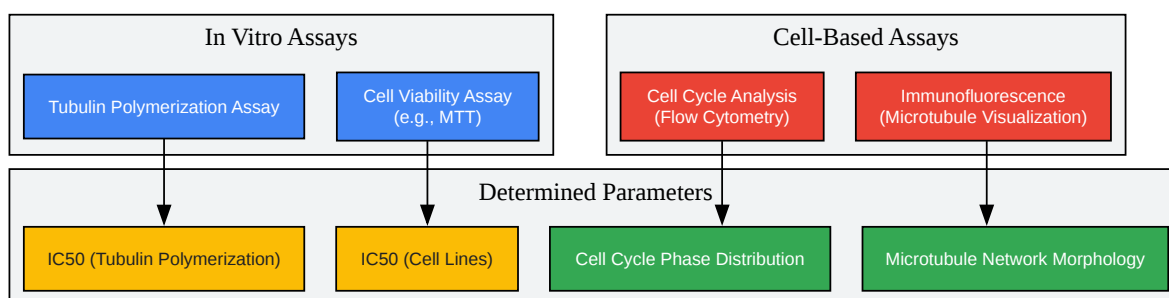 In Vitro Assays
Cell-Based Assays
Tubulin Polymerization Assay
Cell Viability Assay
(e.g., MTT)
Cell Cycle Analysis
(Flow Cytometry)
Immunofluorescence
(Microtubule Visualization)
Determined Parameters
IC50 (Tubulin Polymerization)
IC50 (Cell Lines)
Cell Cycle Phase Distribution
Microtubule Network Morphology